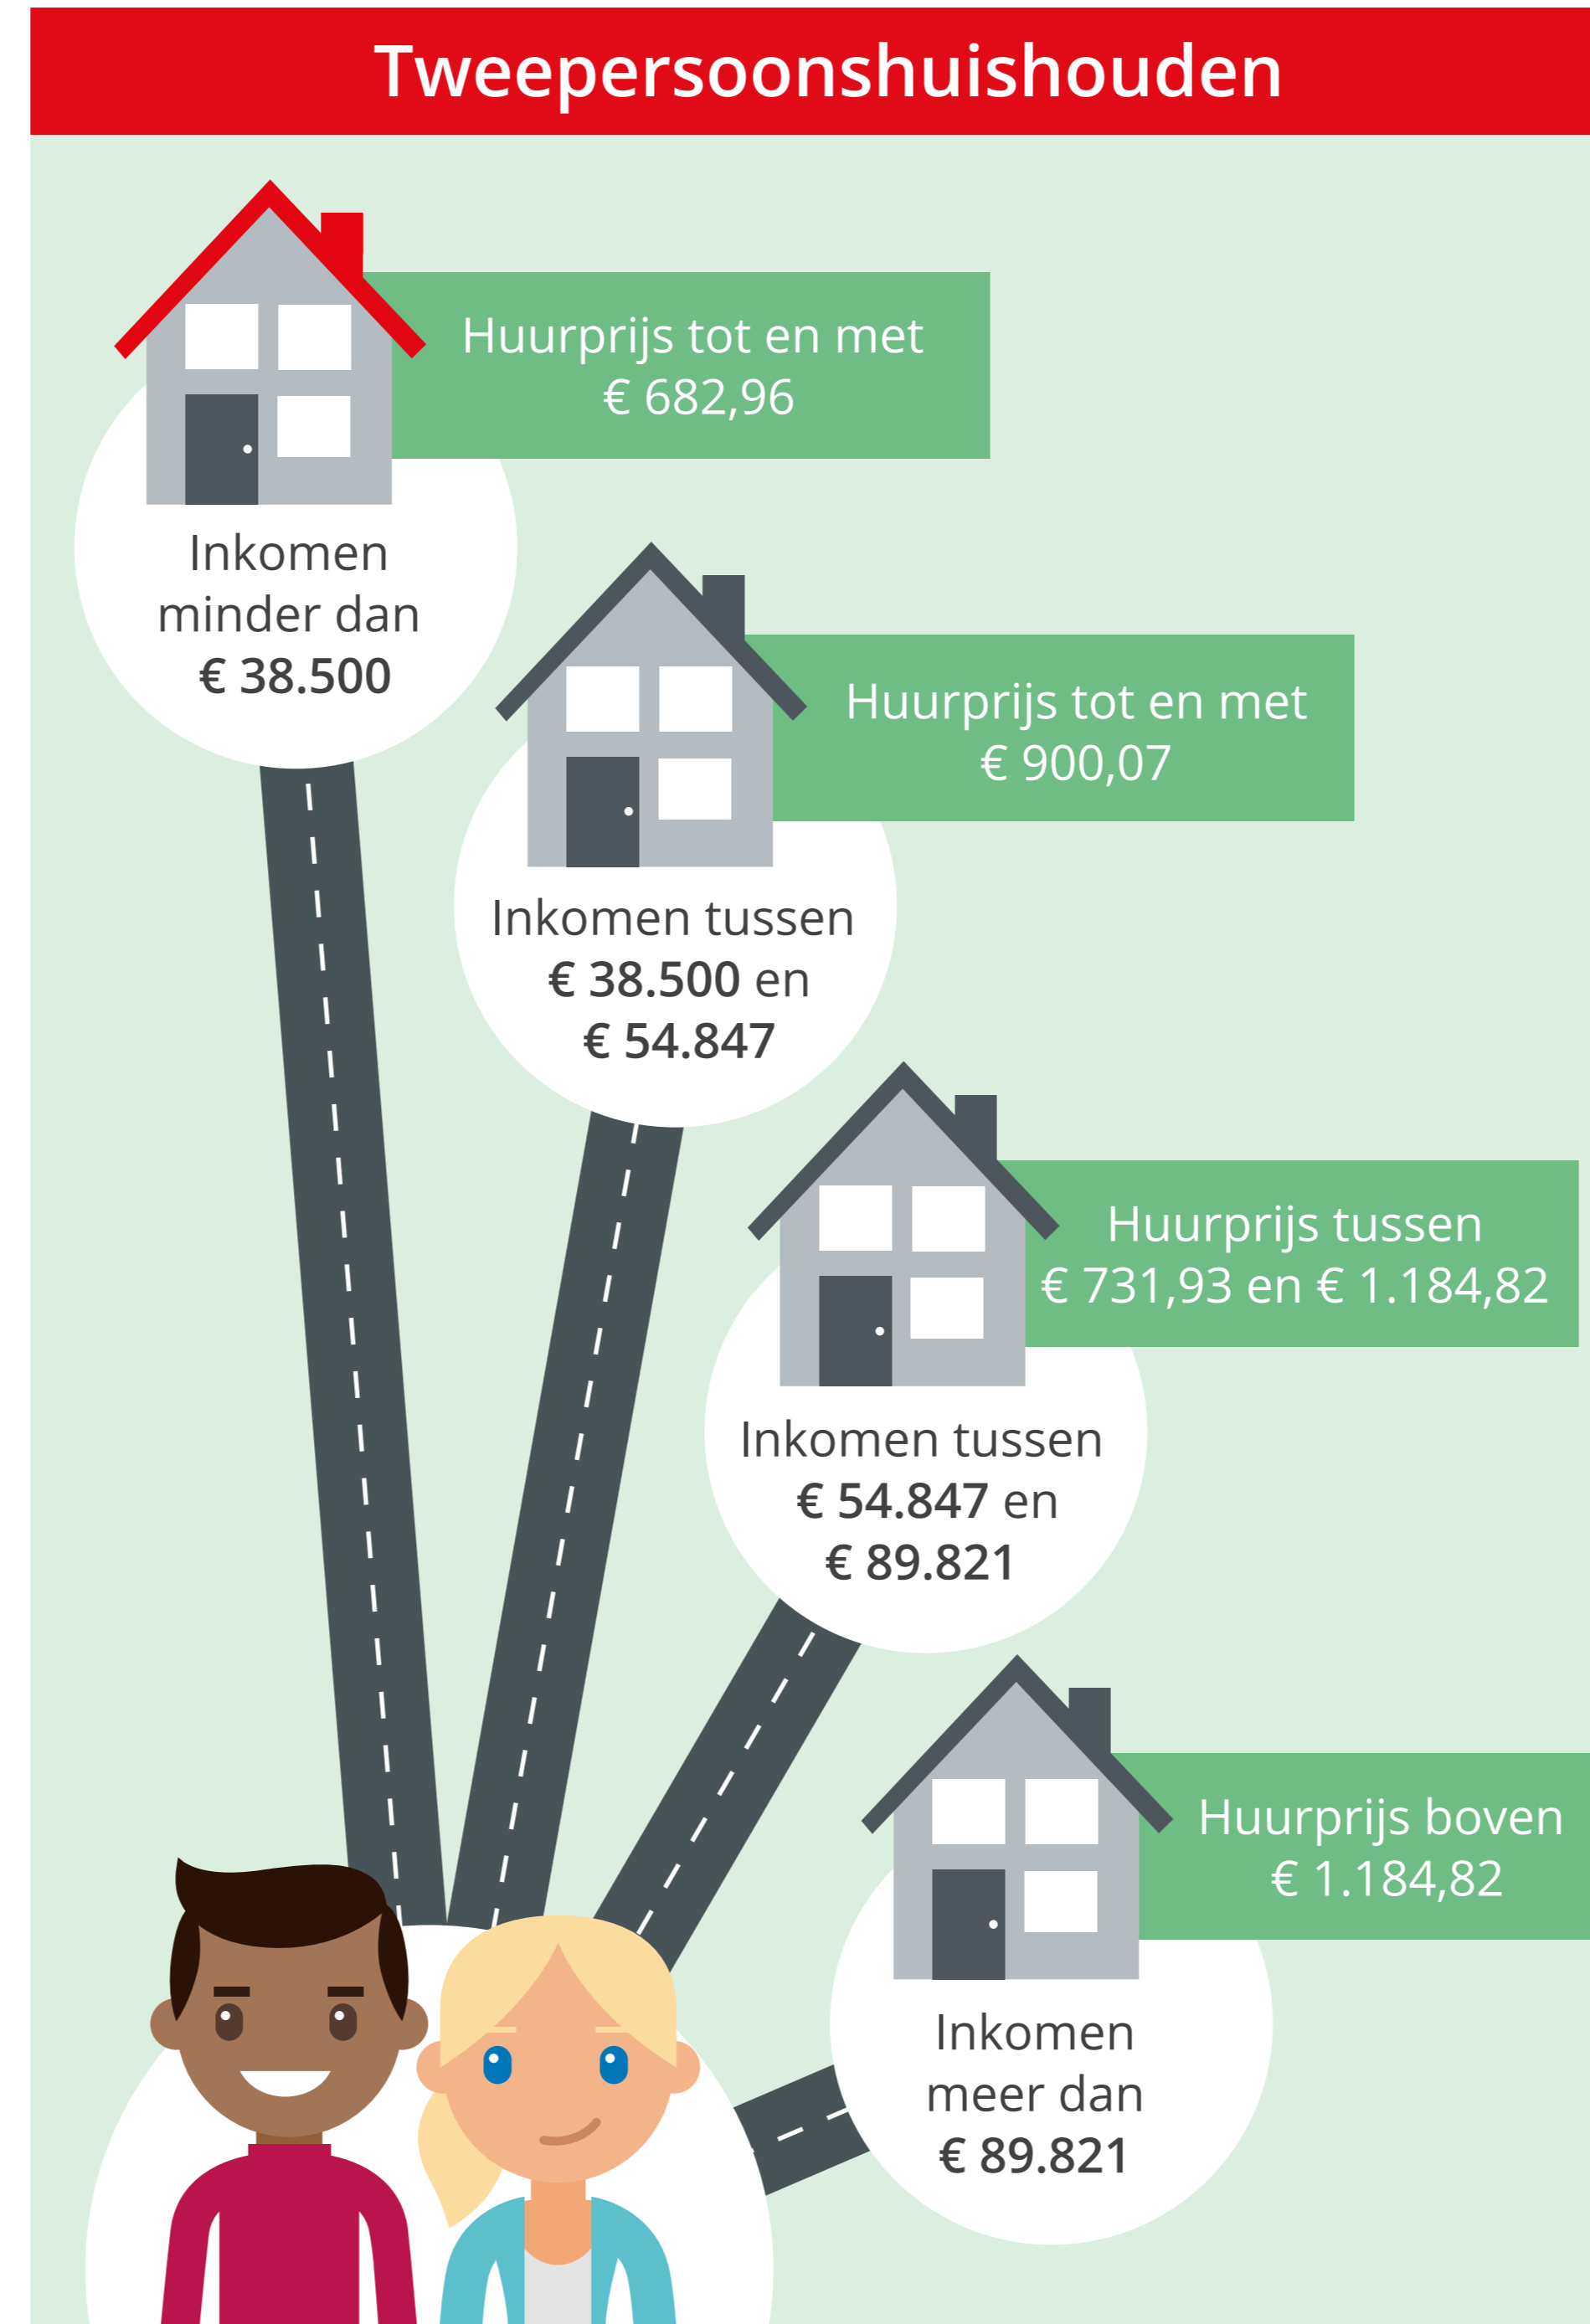 Tweepersoonshuishouden
Huurprijs tot en met
€ 682,96
Inkomen
minder dan
€ 38.500
Huurprijs tot en met
€ 900,07
Inkomen tussen
€ 38.500 en
€ 54.847
Huurprijs tussen
€ 731,93 en € 1.184,82
Inkomen tussen
€ 54.847 en
€ 89.821
Huurprijs boven
€ 1.184,82
Inkomen
meer dan
€ 89.821